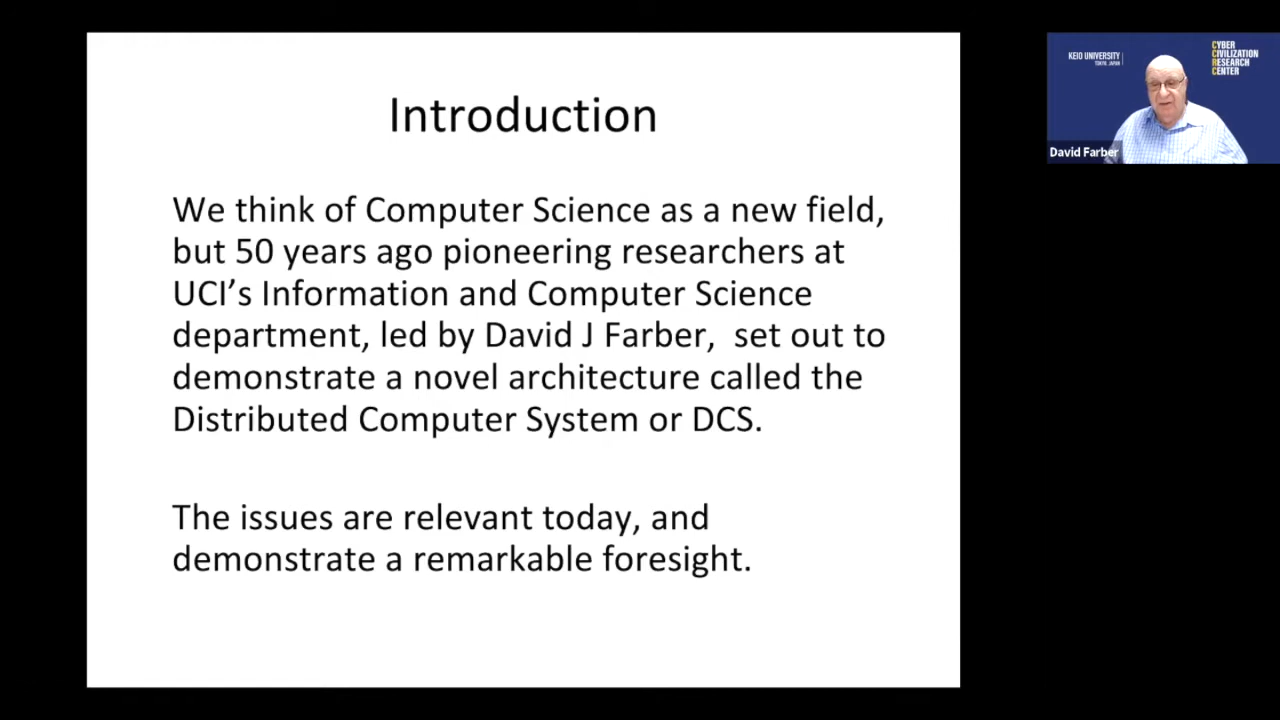 Introduction
We think of Computer Science as a new field,
but 50 years ago pioneering researchers at
UCI’s Information and Computer Science
department, led by David J Farber,  set out to
demonstrate a novel architecture called the
Distributed Computer System or DCS.
The issues are relevant today, and
demonstrate a remarkable foresight.
KEIO UNIVERSITY
TOKYO, JAPAN
CYBER
CIVILIZATION
RESEARCH
CENTER
David Farber